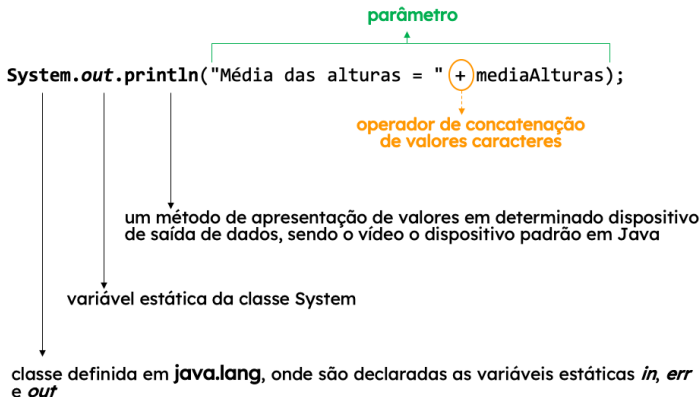 parâmetro
System.out.println("Média das alturas = " + mediaAlturas);
operador de concatenação
de valores caracteres
um método de apresentação de valores em determinado dispositivo
de saída de dados, sendo o vídeo o dispositivo padrão em Java
variável estática da classe System
classe definida em java.lang, onde são declaradas as variáveis estáticas in, err
e out